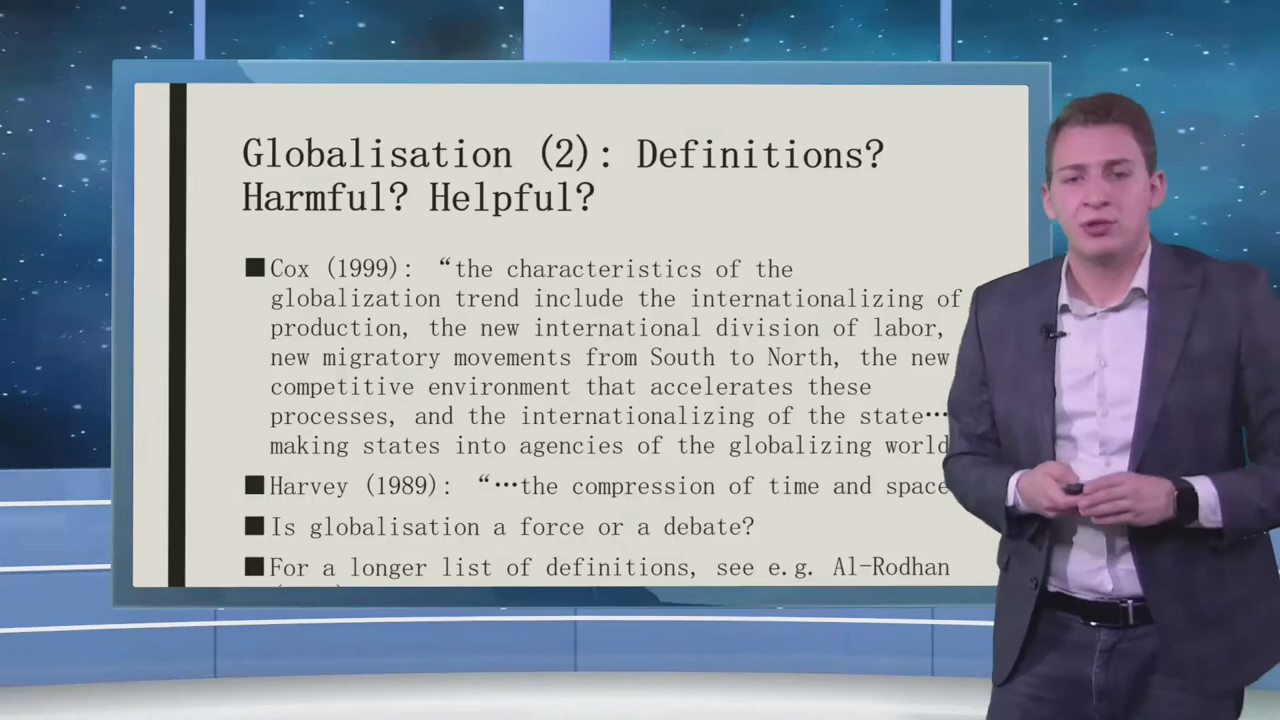 Globalisation (2): Definitions?
Harmful? Helpful?
■Cox (1999): “the characteristics of the
globalization trend include the internationalizing of
production, the new international division of labor,
new migratory movements from South to North, the new
competitive environment that accelerates these
processes, and the internationalizing of the state…
making states into agencies of the globalizing world
■Harvey (1989): “…the compression of time and space
■Is globalisation a force or a debate?
■For a longer list of definitions, see e.g. Al-Rodhan